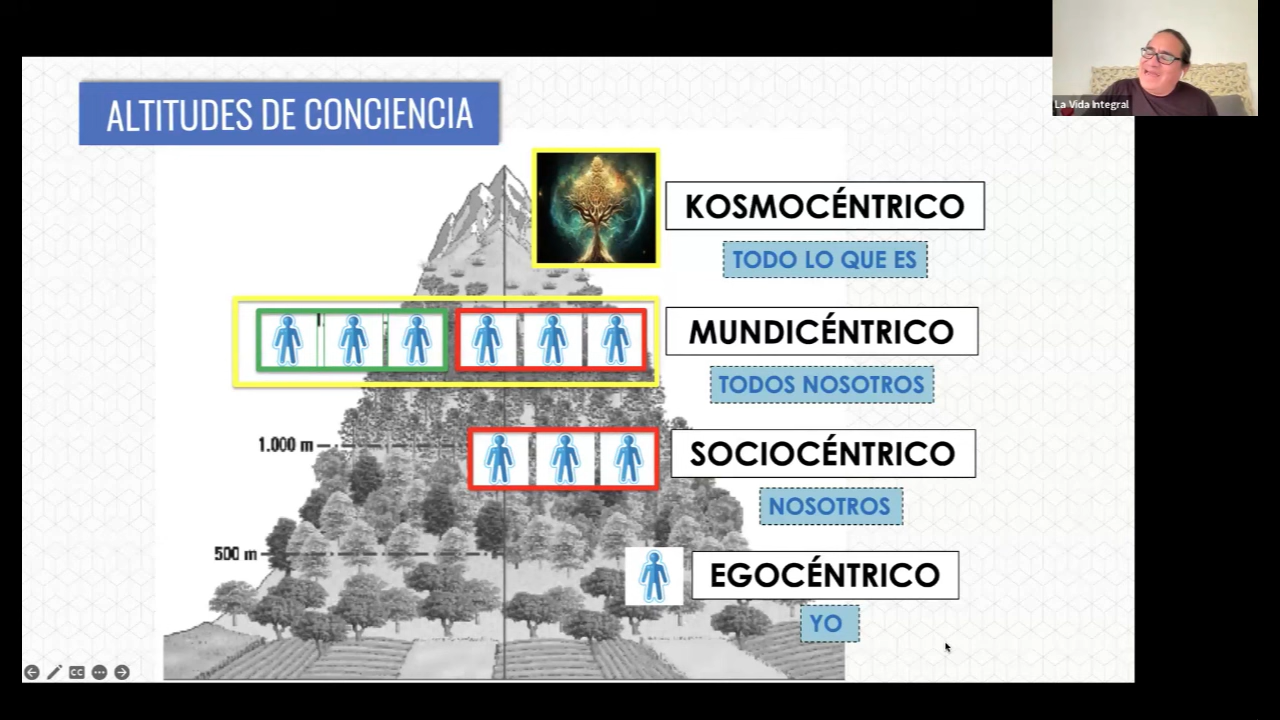 La Vida Integral
ALTITUDES DE CONCIENCIA
KOSMOCÉNTRICO
TODO LO QUE ES
MUNDICÉNTRICO
TODOS NOSOTROS
1.000 m
SOCIOCÉNTRICO
NOSOTROS
500 m
EGOCÉNTRICO
YO
CC